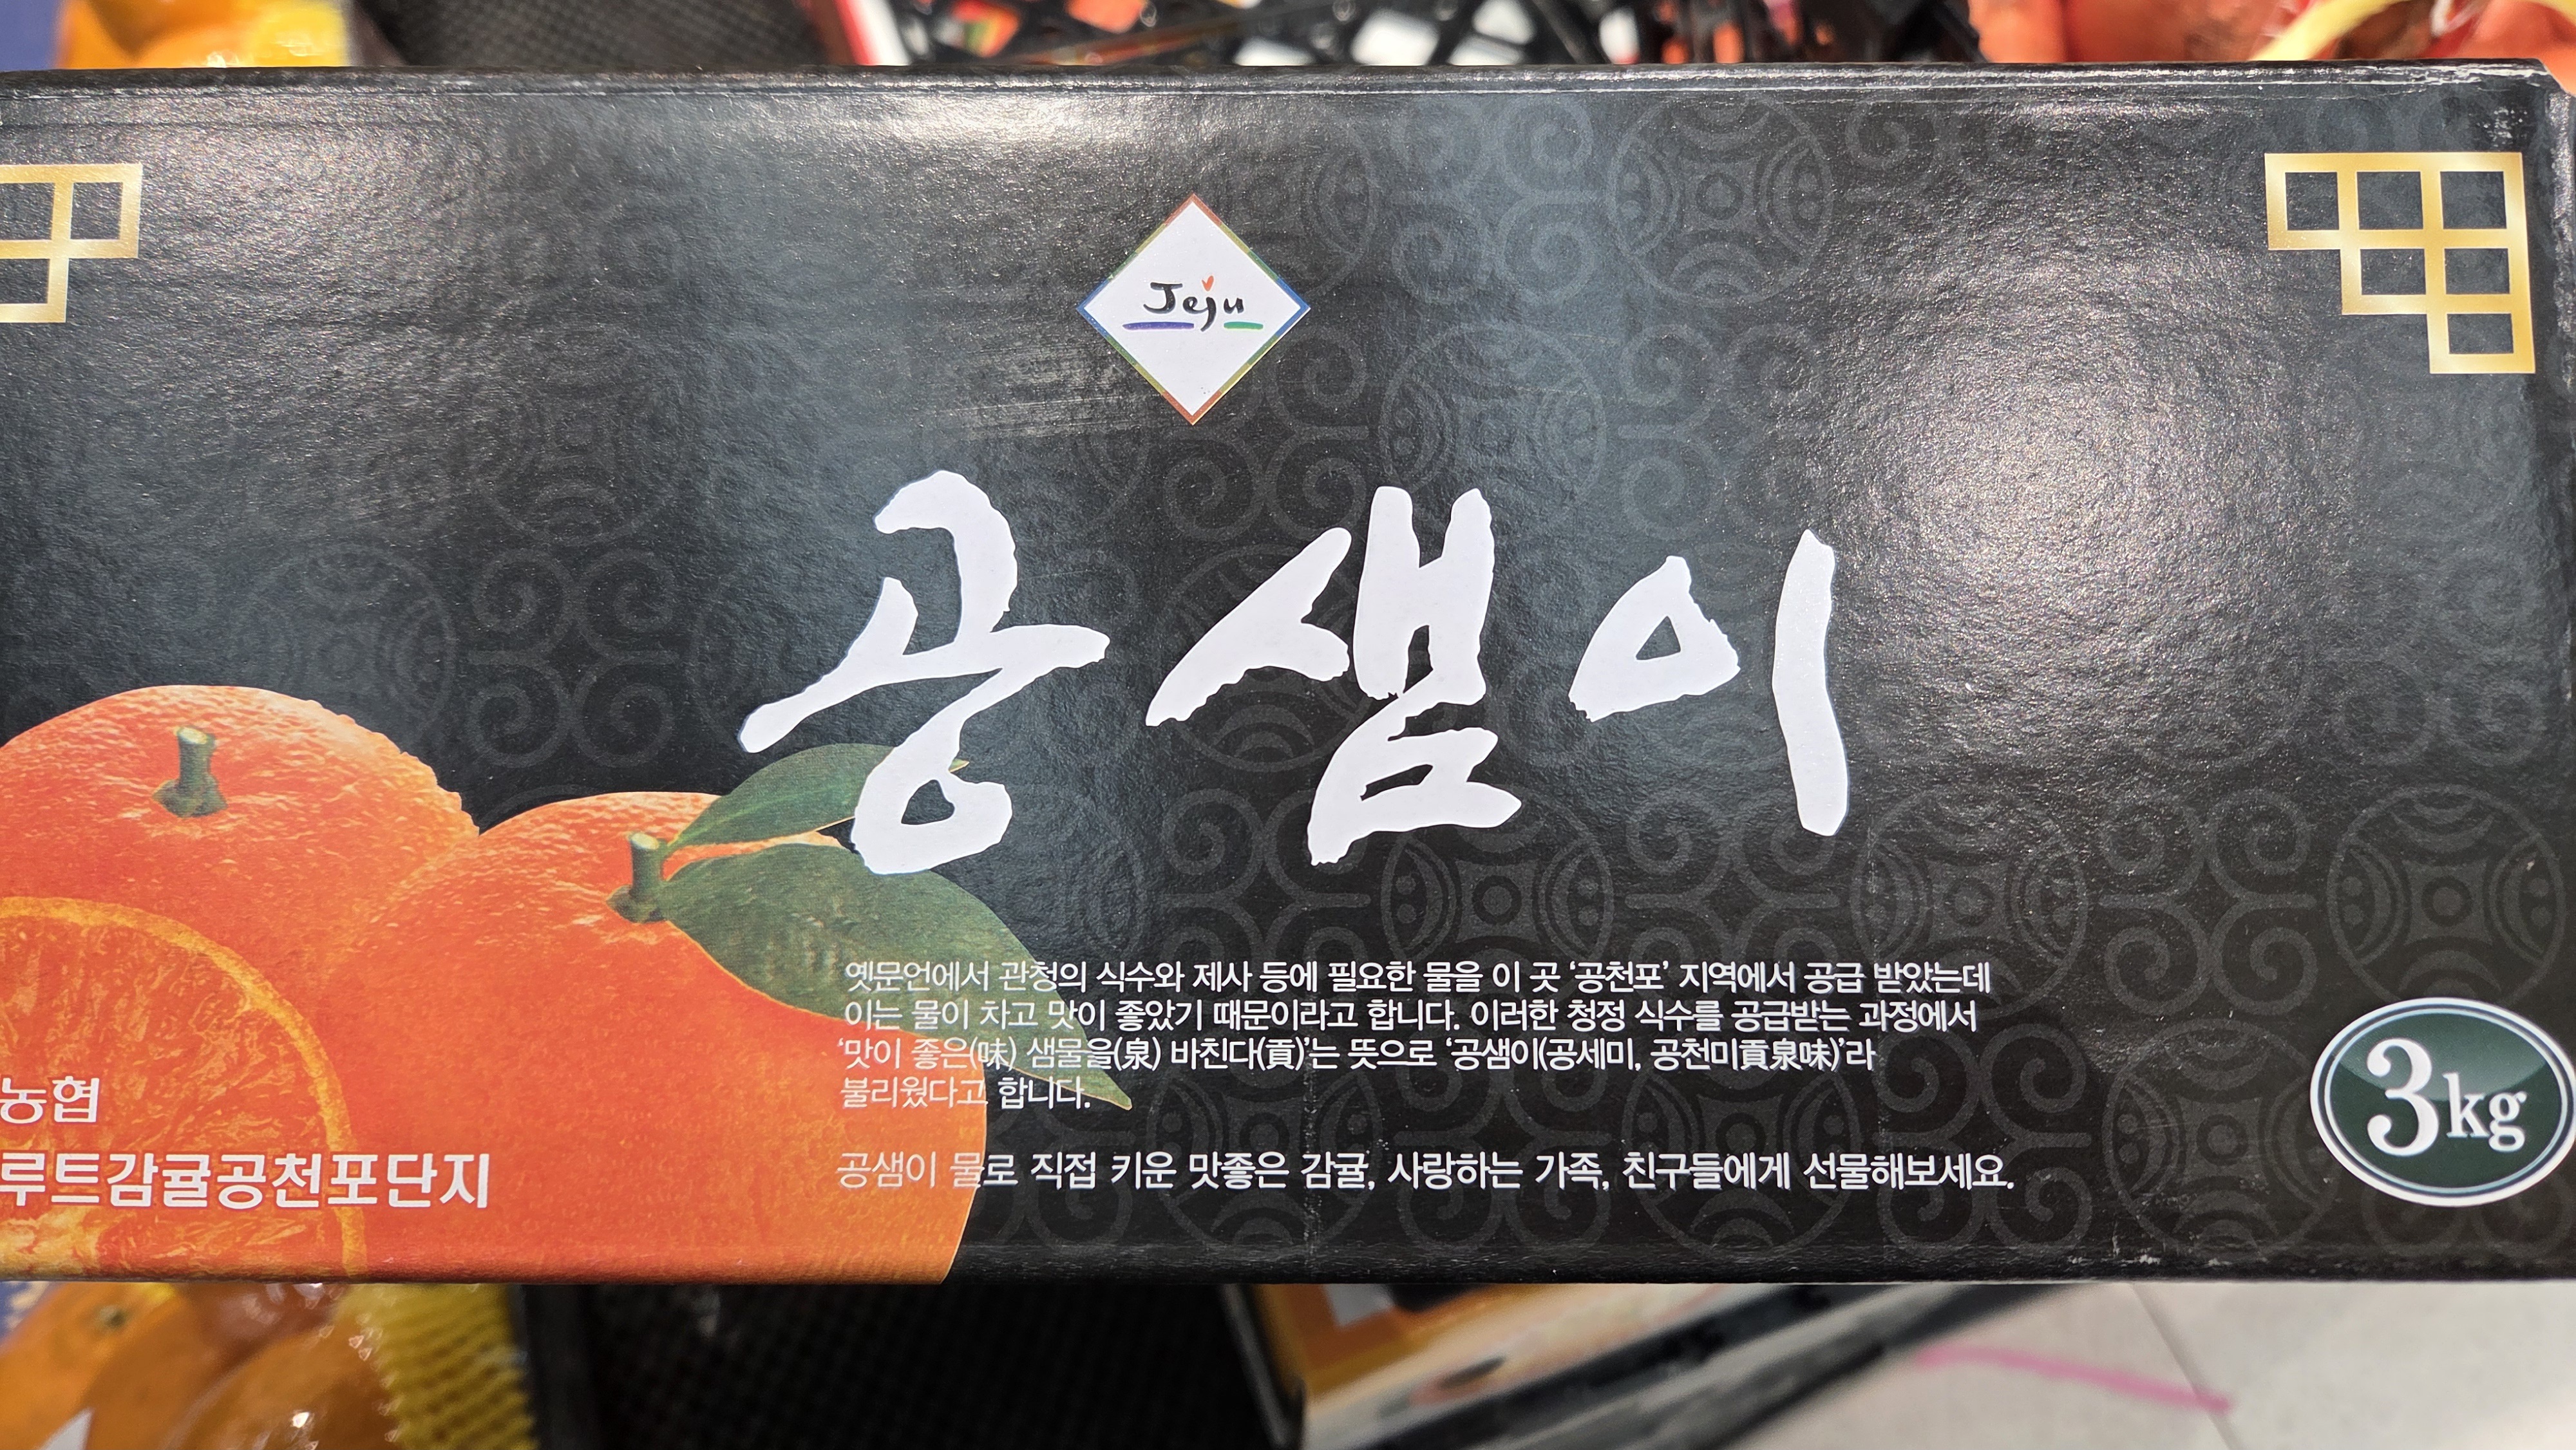 Jeju
공샘이
옛문언에서 관청의 식수와 제사 등에 필요한 물을 이 곳 ‘공천포’ 지역에서 공급 받았는데
이는 물이 차고 맛이 좋았기 때문이라고 합니다. 이러한 청정 식수를 공급받는 과정에서
‘맛이 좋은(味) 샘물을(泉) 바친다(貢)’는 뜻으로 ‘공샘이(공세미, 공천미貢泉味)’라
불리웠다고 합니다.
공샘이 물로 직접 키운 맛좋은 감귤, 사랑하는 가족, 친구들에게 선물해보세요.
농협
루트감귤공천포단지
3kg